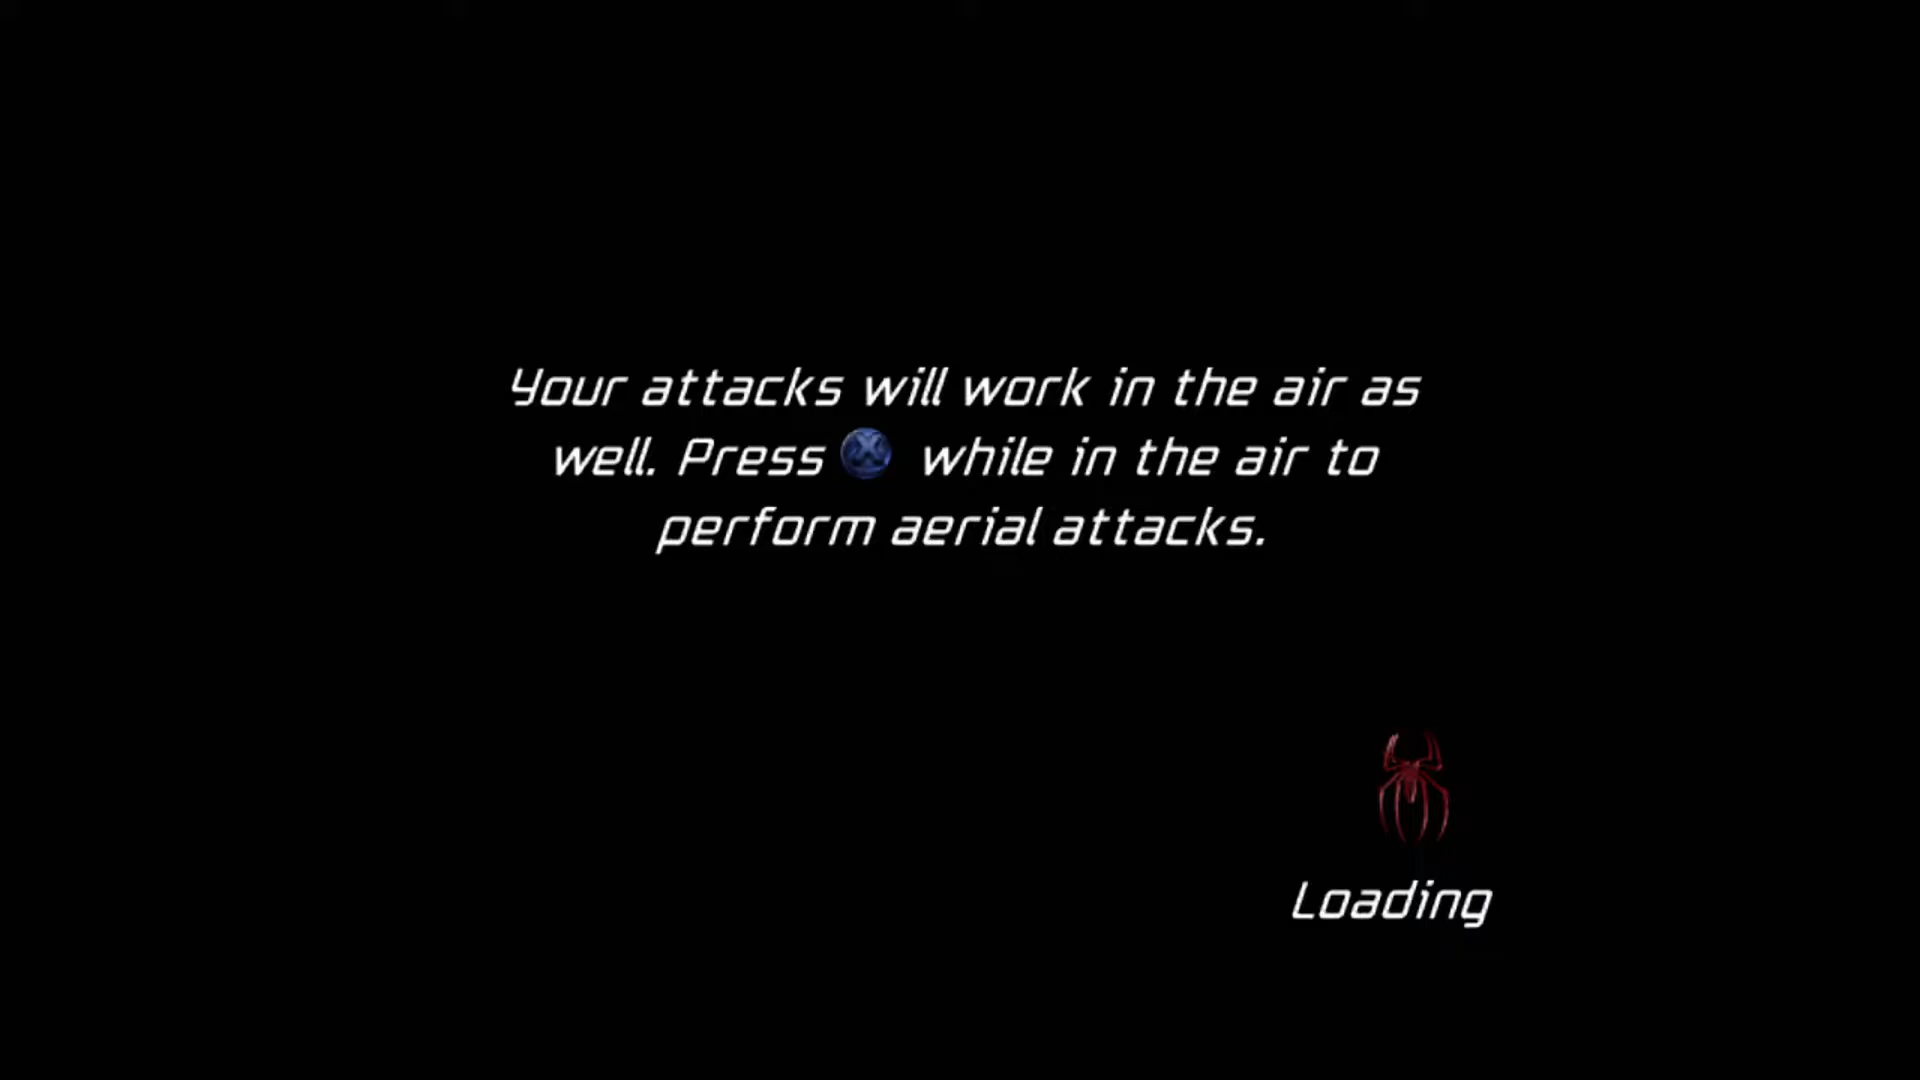 Your attacks will work in the air as
well. Press X while in the air to
perform aerial attacks.
Loading